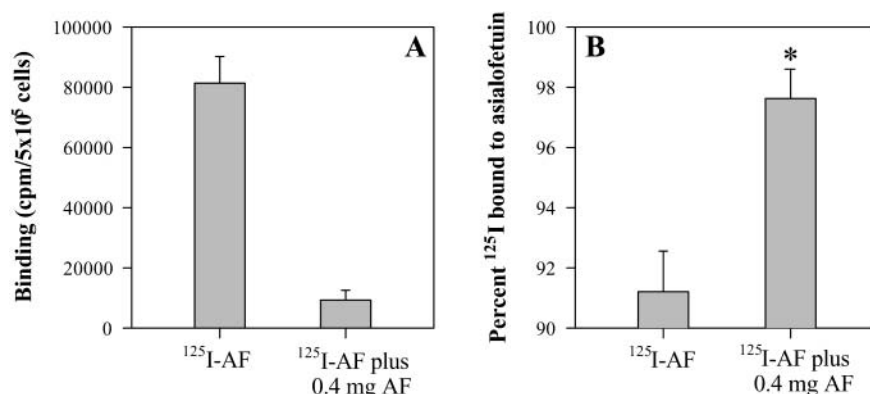 A
Binding (cpm/5x10⁵ cells)
100000
80000
60000
40000
20000
0
¹²⁵I-AF
¹²⁵I-AF plus
0.4 mg AF
B
Percent ¹²⁵I bound to asialofetuin
100
98
96
94
92
90
*
¹²⁵I-AF
¹²⁵I-AF plus
0.4 mg AF